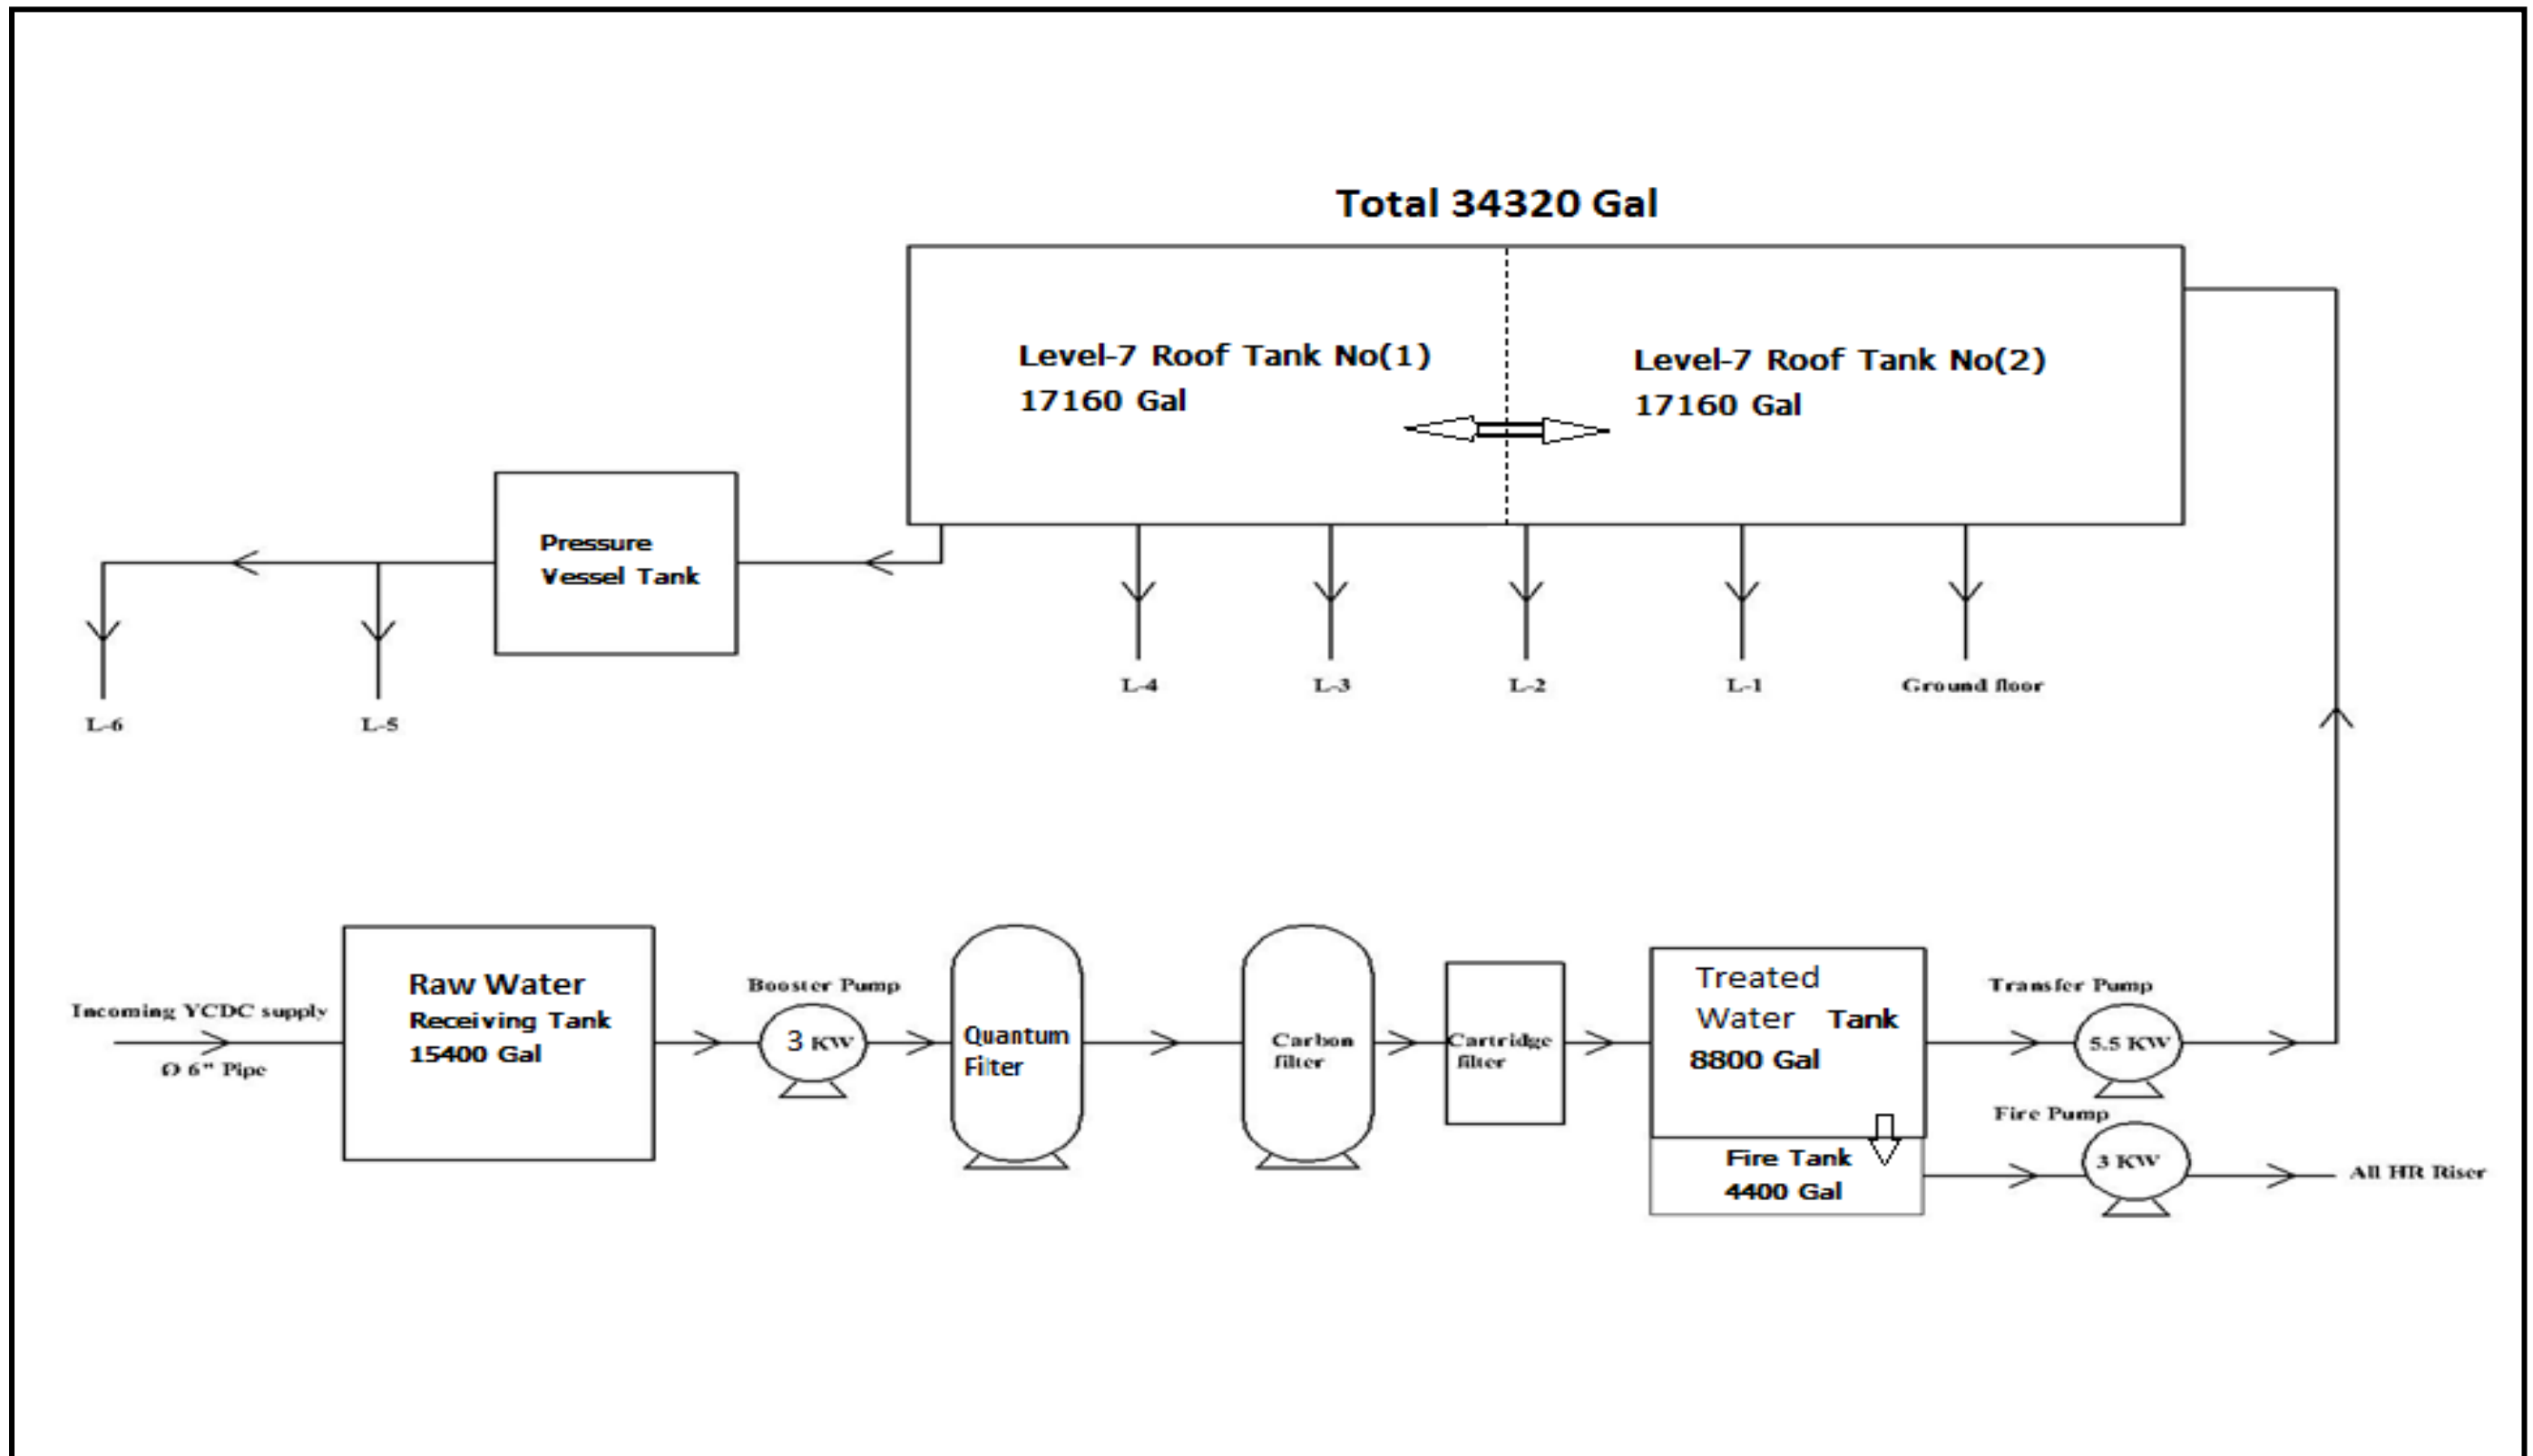 Total 34320 Gal
Level-7 Roof Tank No(1)
17160 Gal
Level-7 Roof Tank No(2)
17160 Gal
Pressure
Vessel Tank
L-6
L-5
L-4
L-3
L-2
L-1
Ground floor
Incoming YCDC supply
Ø 6" Pipe
Raw Water
Receiving Tank
15400 Gal
Booster Pump
3 KW
Quantum
Filter
Carbon
filter
Cartridge
filter
Treated
Water Tank
8800 Gal
Fire Tank
4400 Gal
Transfer Pump
5.5 KW
Fire Pump
3 KW
All HR Riser